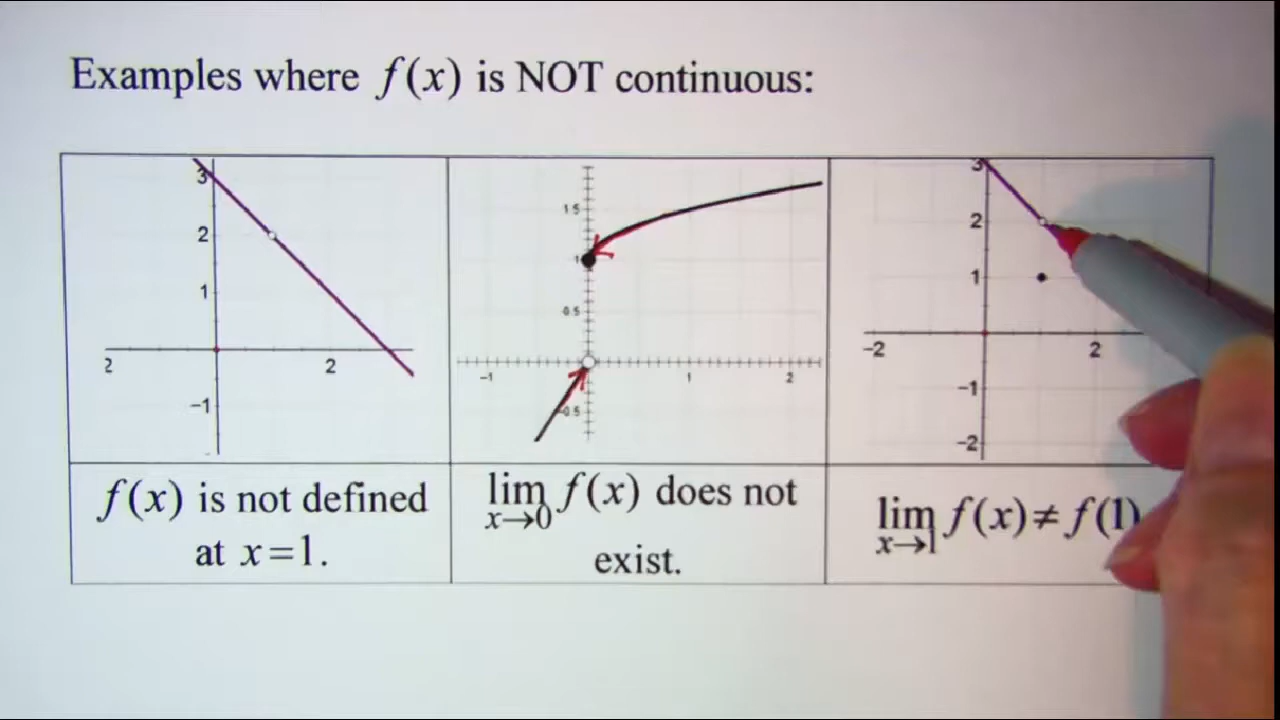 Examples where f(x) is NOT continuous:
3
2
1
2
2
−1
1.5
1
0.5
−1
1
2
−0.5
3
2
1
−2
2
−1
−2
f(x) is not defined
at x=1.
lim f(x) does not
x→0
exist.
lim f(x)≠f(1)
x→1